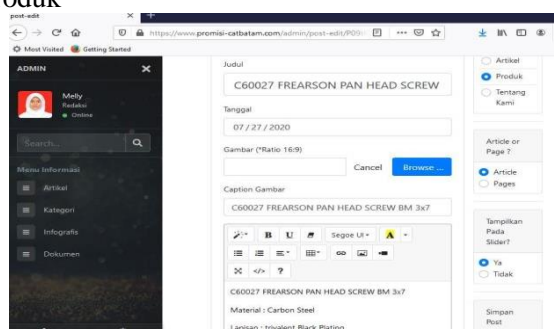 oduk
post-edit
https://www.promisi-catbatam.com/admin/post-edit/P09
Most Visited Getting Started
ADMIN
Melly
Redaksi
Online
Search...
Menu Informasi
Artikel
Kategori
Infografis
Dokumen
Judul
C60027 FREARSON PAN HEAD SCREW
Tanggal
07/27/2020
Gambar (*Ratio 16:9)
Cancel Browse ...
Caption Gambar
C60027 FREARSON PAN HEAD SCREW BM 3x7
B U Segoe UI A
</> ?
C60027 FREARSON PAN HEAD SCREW BM 3x7
Material : Carbon Steel
Lapisan : trivalent Black Plating
Artikel
Produk
Tentang
Kami
Article or
Page ?
Article
Pages
Tampilkan
Pada
Slider?
Ya
Tidak
Simpan
Post